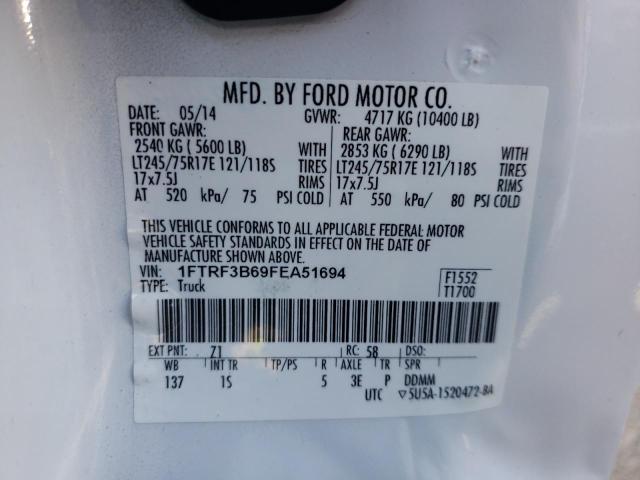 MFD. BY FORD MOTOR CO.
DATE: 05/14 GVWR: 4717 KG (10400 LB)
FRONT GAWR: REAR GAWR:
2540 KG ( 5600 LB) WITH 2853 KG ( 6290 LB) WITH
LT245/75R17E 121/118S TIRES LT245/75R17E 121/118S TIRES
17x7.5J RIMS 17x7.5J RIMS
AT 520 kPa/ 75 PSI COLD AT 550 kPa/ 80 PSI COLD
THIS VEHICLE CONFORMS TO ALL APPLICABLE FEDERAL MOTOR
VEHICLE SAFETY STANDARDS IN EFFECT ON THE DATE OF
MANUFACTURE SHOWN ABOVE.
VIN: 1FTRF3B69FEA51694 F1552
TYPE: Truck T1700
EXT PNT: Z1 RC: 58 DSO:
WB INT TR TP/PS R AXLE TR SPR
137 1S 5 3E P DDMM
UTC ▽5U5A-1520472-BA